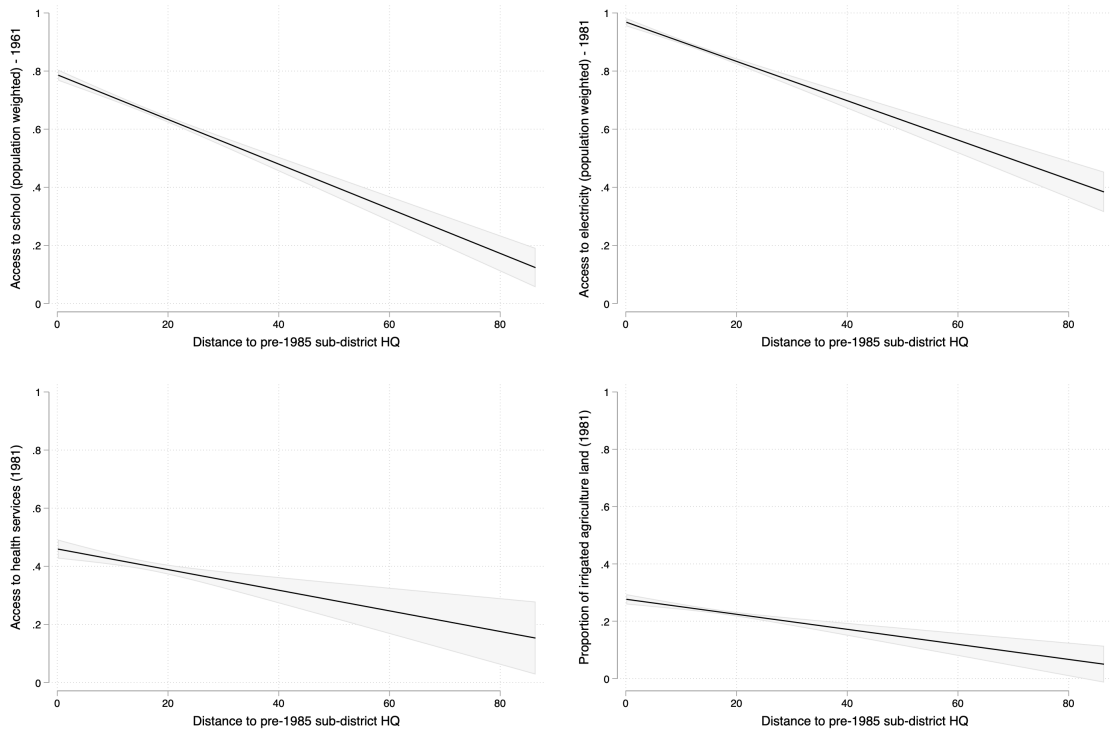 Access to school (population weighted) - 1961
1
.8
.6
.4
.2
0
0 20 40 60 80
Distance to pre-1985 sub-district HQ
Access to electricity (population weighted) - 1981
1
.8
.6
.4
.2
0
0 20 40 60 80
Distance to pre-1985 sub-district HQ
Access to health services (1981)
1
.8
.6
.4
.2
0
0 20 40 60 80
Distance to pre-1985 sub-district HQ
Proportion of irrigated agriculture land (1981)
1
.8
.6
.4
.2
0
0 20 40 60 80
Distance to pre-1985 sub-district HQ